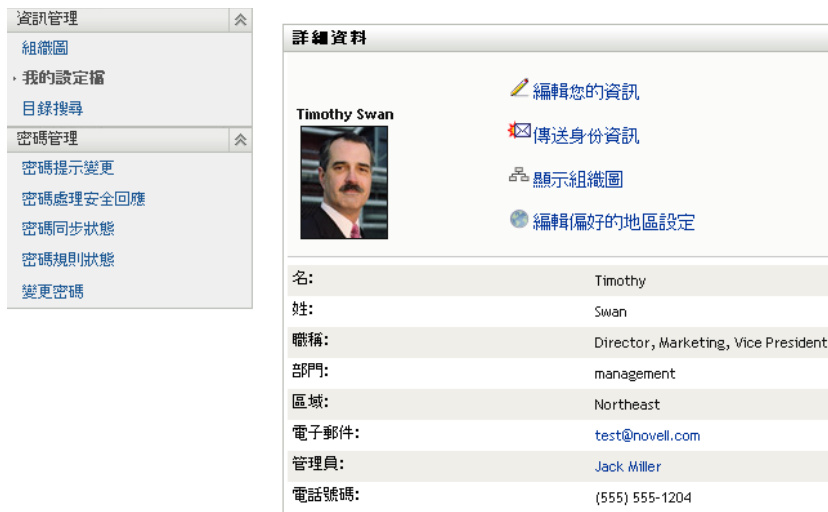 資訊管理
組織圖
我的設定檔
目錄搜尋
密碼管理
密碼提示變更
密碼處理安全回應
密碼同步狀態
密碼規則狀態
變更密碼
詳細資料
Timothy Swan
編輯您的資訊
傳送身份資訊
顯示組織圖
編輯偏好的地區設定
名: Timothy
姓: Swan
職稱: Director, Marketing, Vice President
部門: management
區域: Northeast
電子郵件: test@novell.com
管理員: Jack Miller
電話號碼: (555) 555-1204